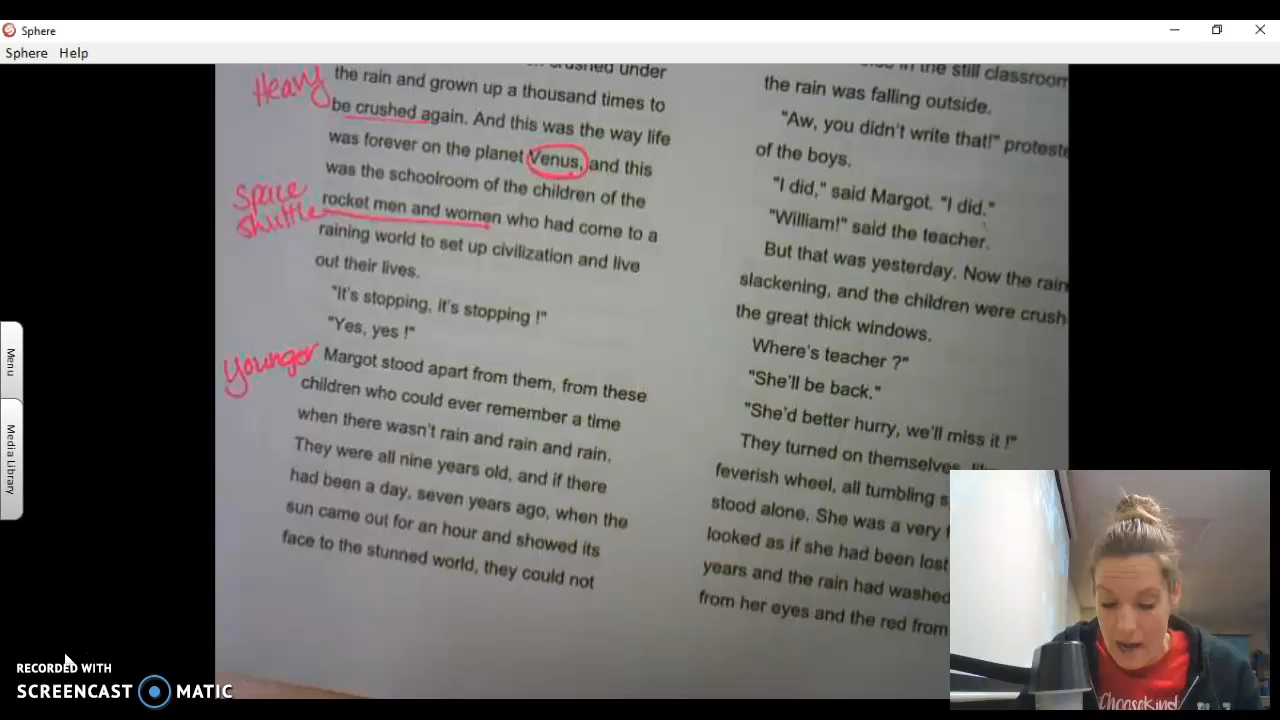 Sphere
Sphere Help
Menu
Media Library
Heavy
Space
Shuttle
younger
crushed under
the rain and grown up a thousand times to
be crushed again. And this was the way life
was forever on the planet Venus, and this
was the schoolroom of the children of the
rocket men and women who had come to a
raining world to set up civilization and live
out their lives.
"It's stopping, it's stopping !"
"Yes, yes !"
Margot stood apart from them, from these
children who could ever remember a time
when there wasn't rain and rain and rain.
They were all nine years old, and if there
had been a day, seven years ago, when the
sun came out for an hour and showed its
face to the stunned world, they could not
in the still classroom
the rain was falling outside.
"Aw, you didn't write that!" proteste
of the boys.
"I did," said Margot. "I did."
"William!" said the teacher.
But that was yesterday. Now the rain
slackening, and the children were crush
the great thick windows.
Where's teacher ?"
"She'll be back."
"She'd better hurry, we'll miss it !"
They turned on themselves,
feverish wheel, all tumbling
stood alone. She was a very
looked as if she had been lost
years and the rain had washed
from her eyes and the red from
ChooseKind
RECORDED WITH
SCREENCAST MATIC